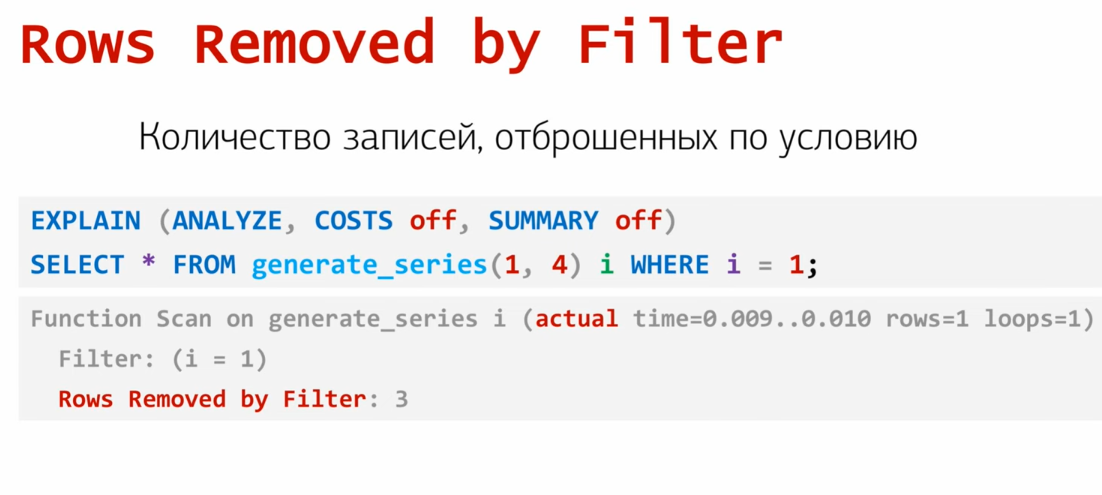 Rows Removed by Filter
Количество записей, отброшенных по условию
EXPLAIN (ANALYZE, COSTS off, SUMMARY off)
SELECT * FROM generate_series(1, 4) i WHERE i = 1;
Function Scan on generate_series i (actual time=0.009..0.010 rows=1 loops=1)
Filter: (i = 1)
Rows Removed by Filter: 3